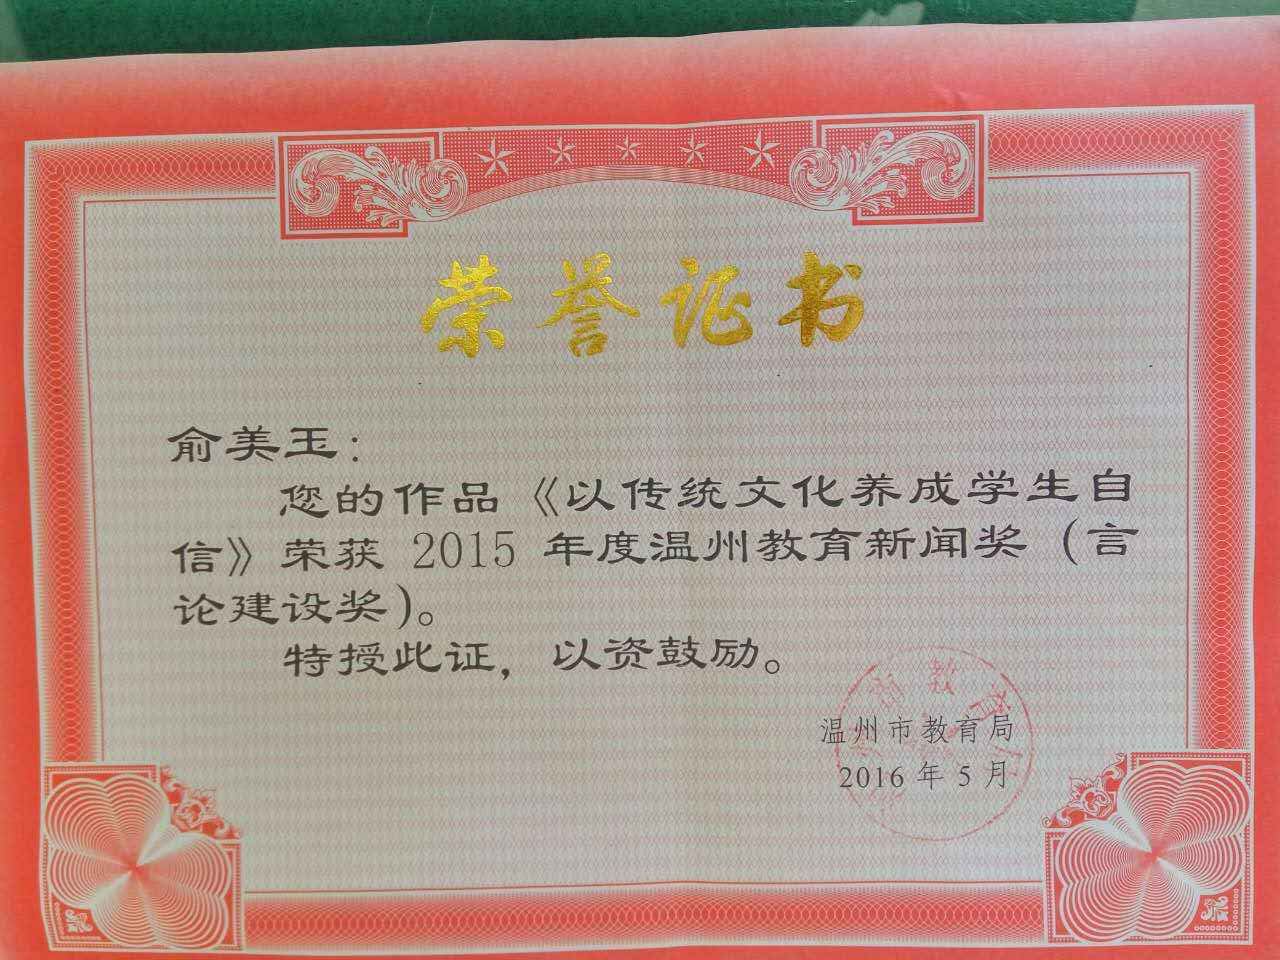 荣誉证书
俞美玉：
您的作品《以传统文化养成学生自
信》荣获 2015 年度温州教育新闻奖（言
论建设奖）。
特授此证，以资鼓励。
温州市教育局
2016 年 5 月